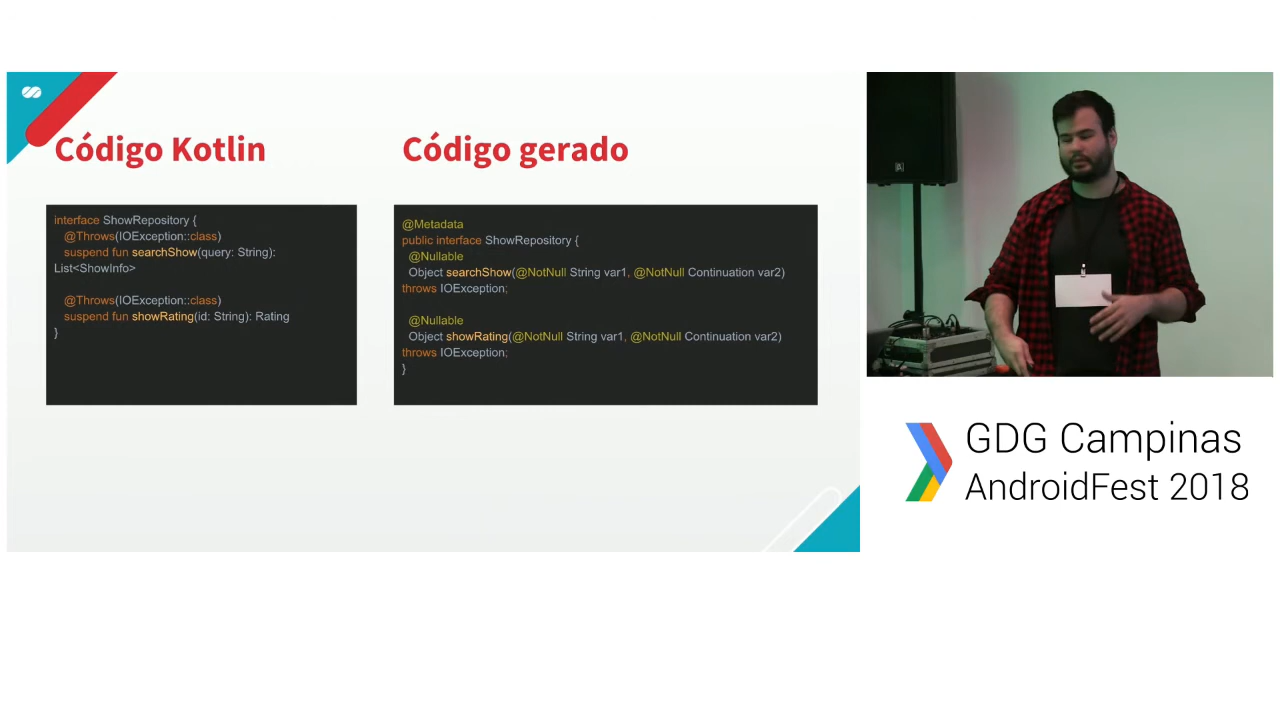 Código Kotlin
interface ShowRepository {
@Throws(IOException::class)
suspend fun searchShow(query: String):
List<ShowInfo>
@Throws(IOException::class)
suspend fun showRating(id: String): Rating
}
Código gerado
@Metadata
public interface ShowRepository {
@Nullable
Object searchShow(@NotNull String var1, @NotNull Continuation var2)
throws IOException;
@Nullable
Object showRating(@NotNull String var1, @NotNull Continuation var2)
throws IOException;
}
GDG Campinas
AndroidFest 2018